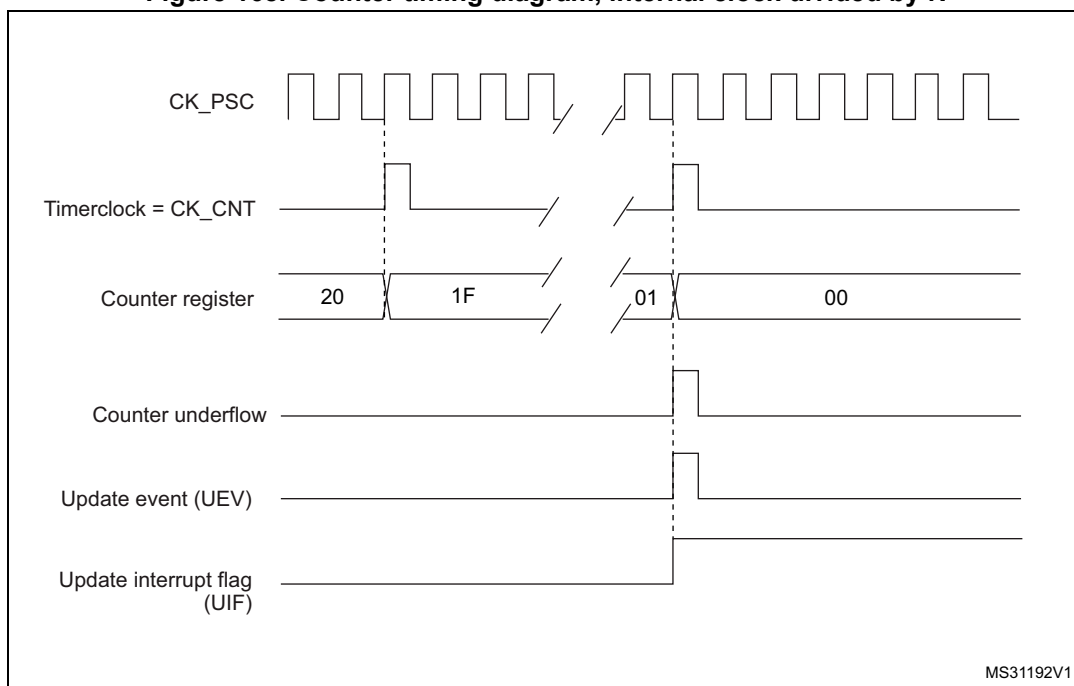 CK_PSC
Timerclock = CK_CNT
Counter register 20 1F 01 00
Counter underflow
Update event (UEV)
Update interrupt flag
(UIF)
MS31192V1